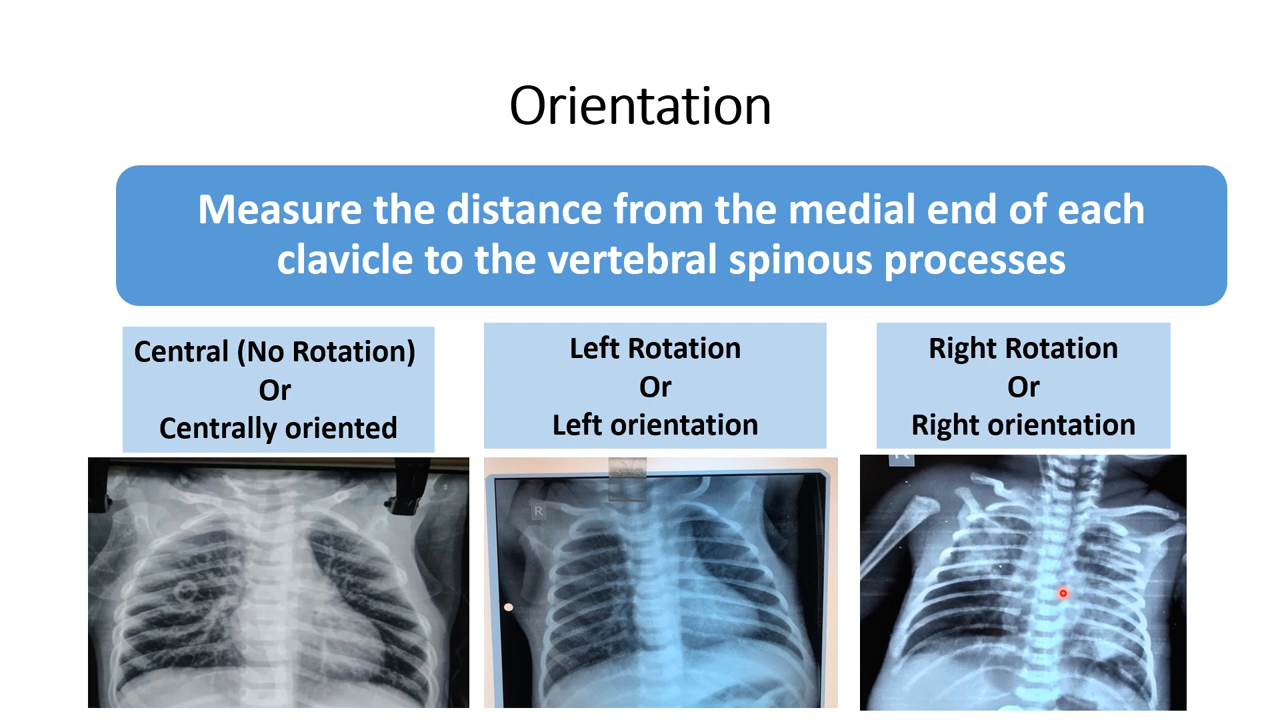 Orientation
Measure the distance from the medial end of each
clavicle to the vertebral spinous processes
Central (No Rotation)
Or
Centrally oriented
Left Rotation
Or
Left orientation
Right Rotation
Or
Right orientation
R
R